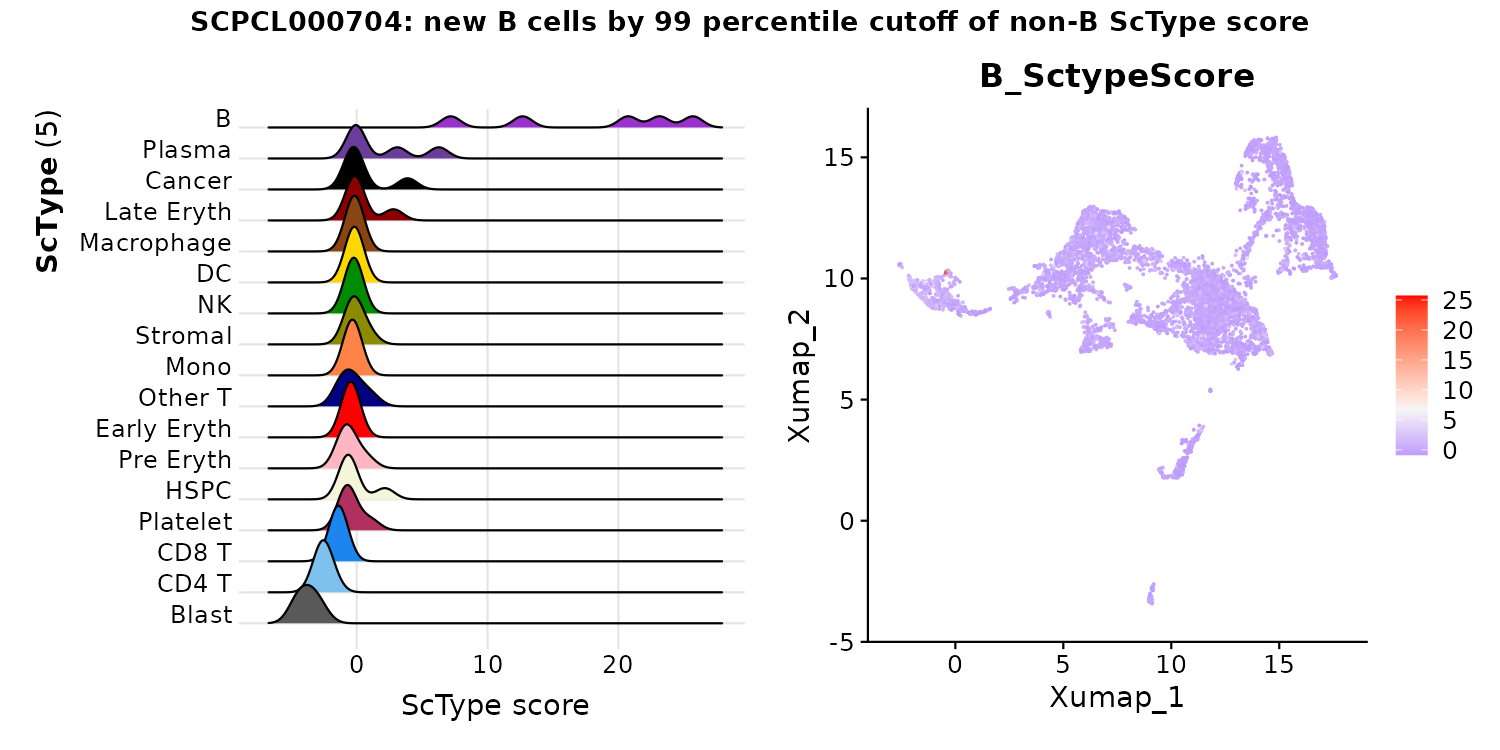 SCPCL000704: new B cells by 99 percentile cutoff of non-B ScType score
ScType (5)
B
Plasma
Cancer
Late Eryth
Macrophage
DC
NK
Stromal
Mono
Other T
Early Eryth
Pre Eryth
HSPC
Platelet
CD8 T
CD4 T
Blast
0 10 20
ScType score
B_SctypeScore
Xumap_2
15
10
5
0
-5
0 5 10 15
Xumap_1
25
20
15
10
5
0